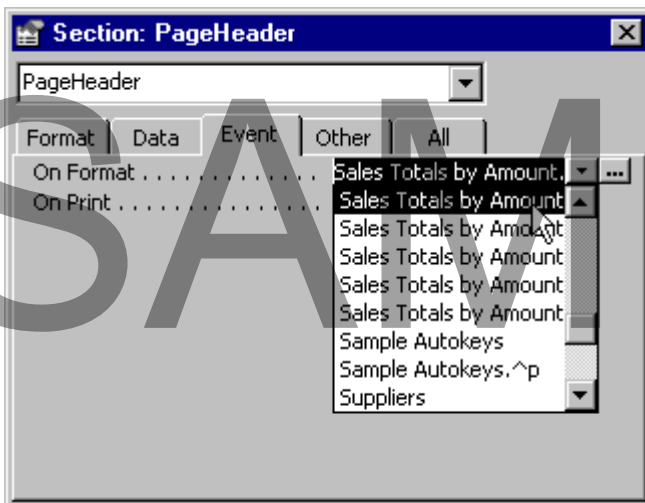 Section: PageHeader
PageHeader
Format Data Event Other All
On Format . . . . . . . . . . . . . . Sales Totals by Amount. ...
On Print . . . . . . . . . . . . . . . Sales Totals by Amount
Sales Totals by Amount
Sales Totals by Amount
Sales Totals by Amount
Sales Totals by Amount
Sample Autokeys
Sample Autokeys.^p
Suppliers
SAM